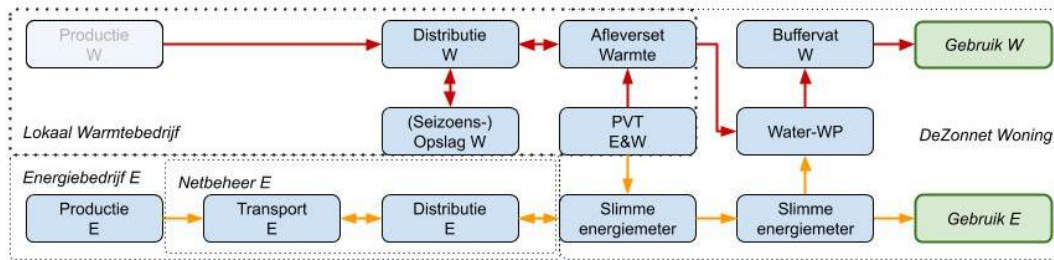 Productie
W
Distributie
W
Afleverset
Warmte
Buffervat
W
Gebruik W
Lokaal Warmtebedrijf
(Seizoens-)
Opslag W
PVT
E&W
Water-WP
DeZonnet Woning
Energiebedrijf E
Netbeheer E
Productie
E
Transport
E
Distributie
E
Slimme
energiemeter
Slimme
energiemeter
Gebruik E